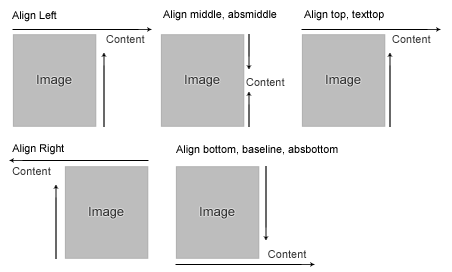 Align Left
Content
Image
Align middle, absmiddle
Image
Content
Align top, texttop
Content
Image
Align Right
Content
Image
Align bottom, baseline, absbottom
Image
Content